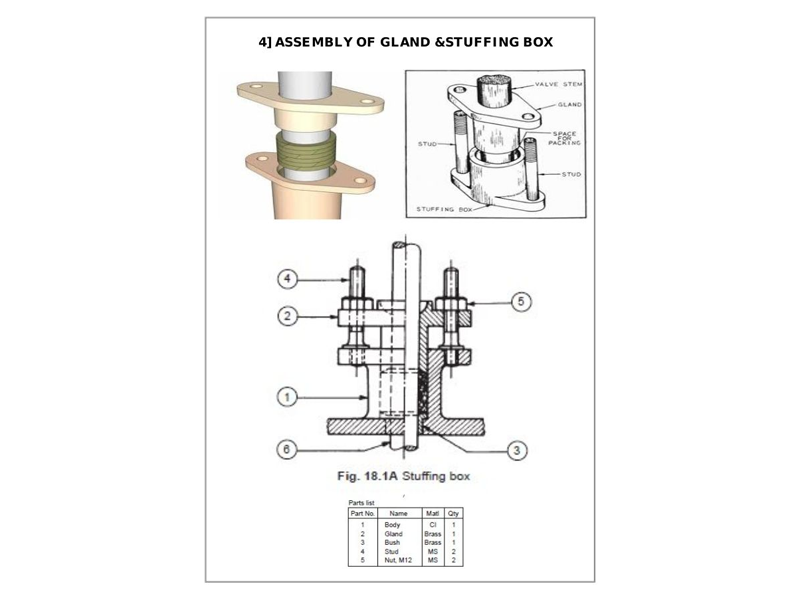 4] ASSEMBLY OF GLAND &STUFFING BOX
VALVE STEM
GLAND
SPACE
FOR
PACKING
STUD
STUD
STUFFING BOX
4
5
2
1
6
3
Fig. 18.1A Stuffing box
Parts list
Part No. Name Matl Qty
1 Body CI 1
2 Gland Brass 1
3 Bush Brass 1
4 Stud MS 2
5 Nut, M12 MS 2